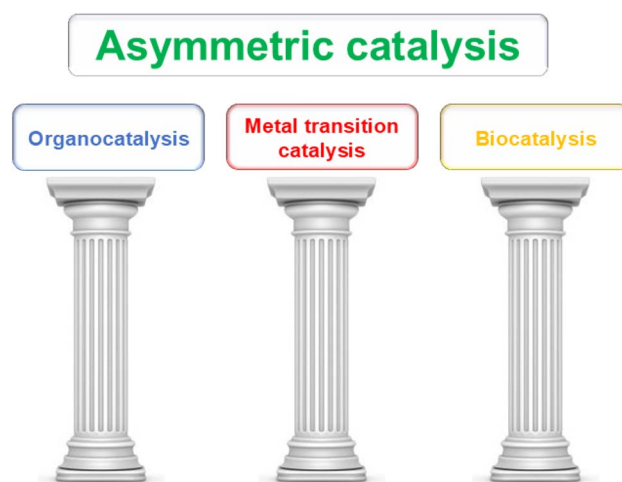 Asymmetric catalysis
Organocatalysis
Metal transition
catalysis
Biocatalysis